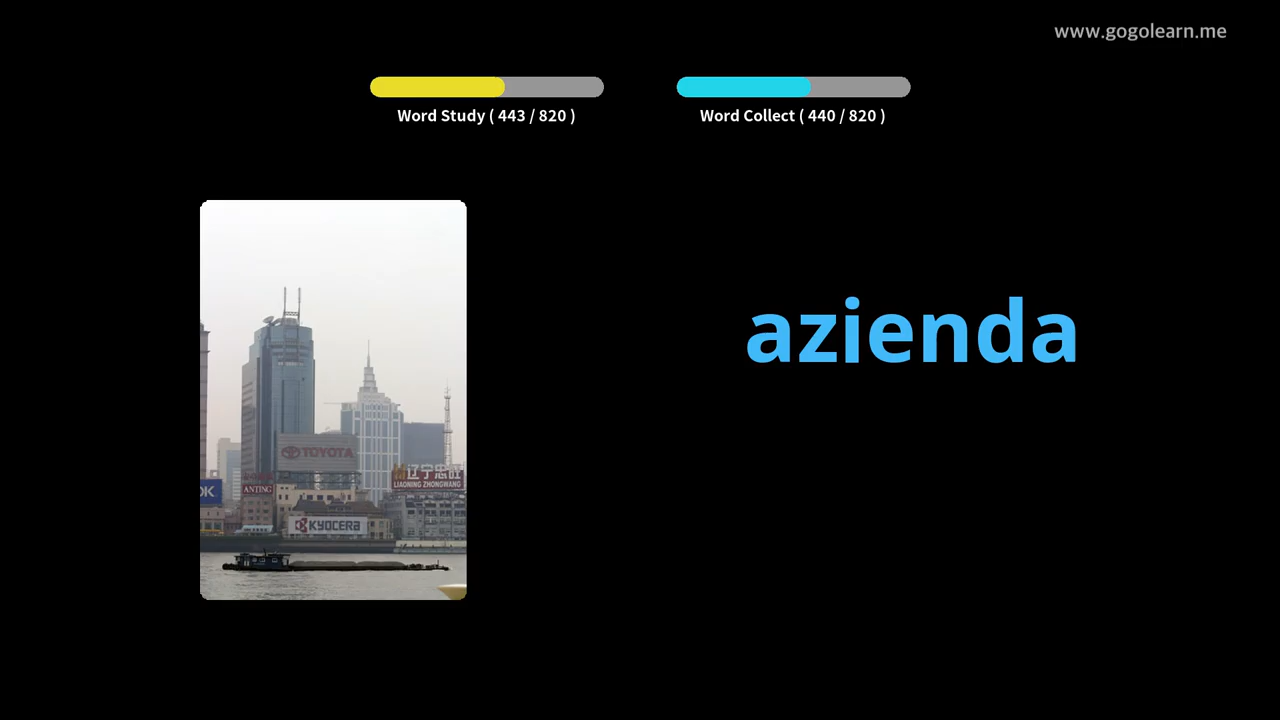 www.gogolearn.me
Word Study ( 443 / 820 )
Word Collect ( 440 / 820 )
azienda
TOYOTA
辽宁忠旺
LIAONING ZHONGWANG
ANTING
KYOCERA